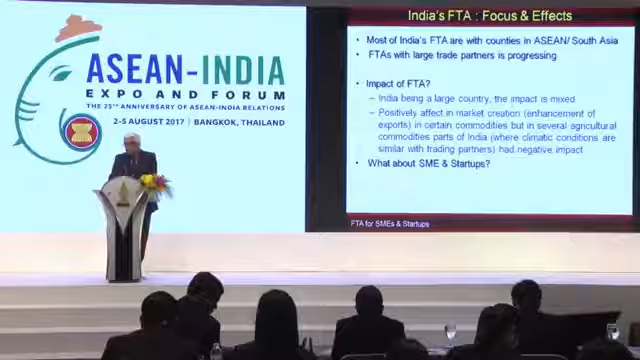 ASEAN-INDIA
EXPO AND FORUM
THE 25TH ANNIVERSARY OF ASEAN-INDIA RELATIONS
2-5 AUGUST 2017 | BANGKOK, THAILAND
India's FTA : Focus & Effects
• Most of India's FTA are with counties in ASEAN/ South Asia
• FTAs with large trade partners is progressing
• Impact of FTA?
– India being a large country, the impact is mixed
– Positively affect in market creation (enhancement of
exports) in certain commodities but in several agricultural
commodities parts of India (where climatic conditions are
similar with trading partners) had negative impact
• What about SME & Startups?
FTA for SMEs & Startups